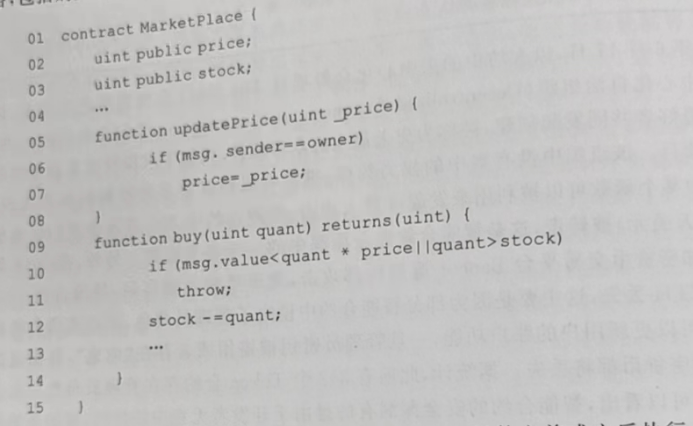 01 contract MarketPlace {
02 uint public price;
03 uint public stock;
04 …
05 function updatePrice(uint _price) {
06 if (msg. sender==owner)
07 price=_price;
08 }
09 function buy(uint quant) returns(uint) {
10 if (msg.value<quant * price||quant>stock)
11 throw;
12 stock -=quant;
13 …
14 }
15 }